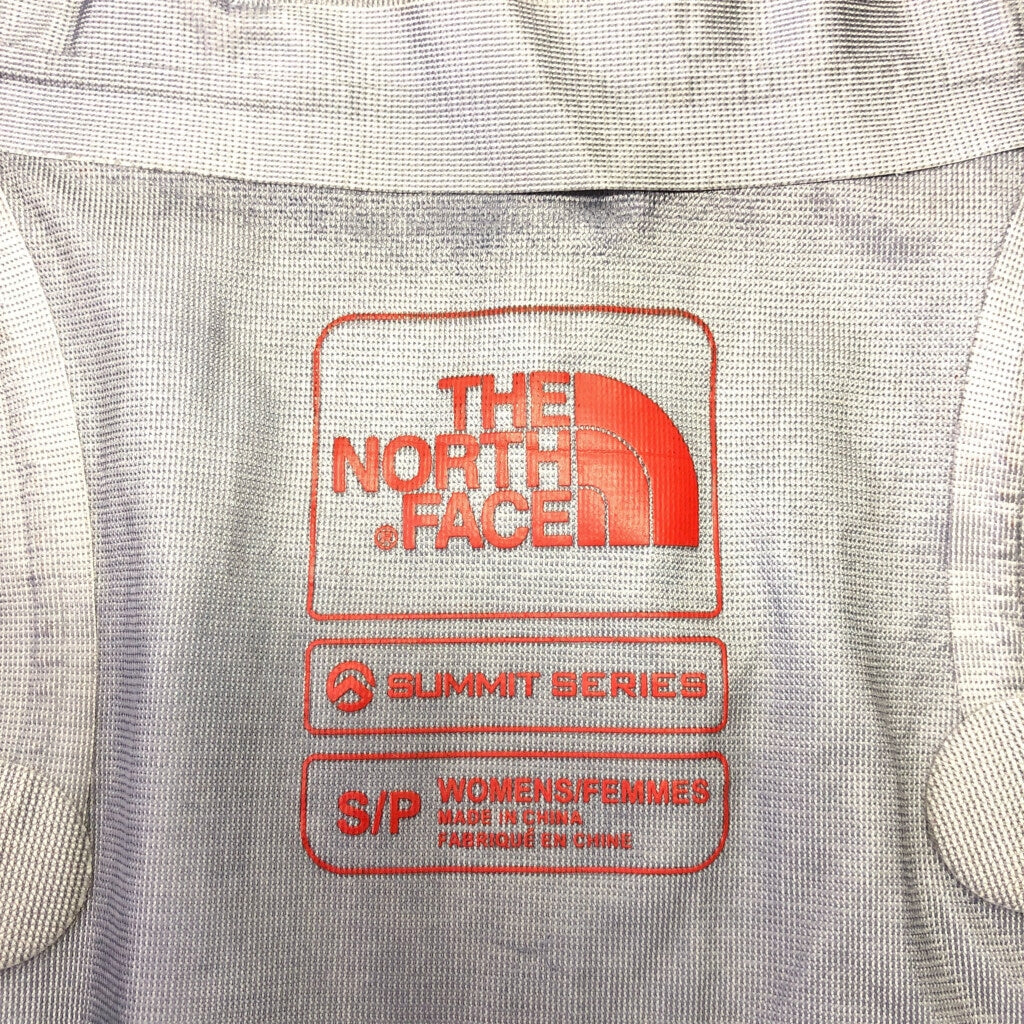 THE
NORTH
®FACE
SUMMIT SERIES
S/P
WOMENS/FEMMES
MADE IN CHINA
FABRIQUÉ EN CHINE